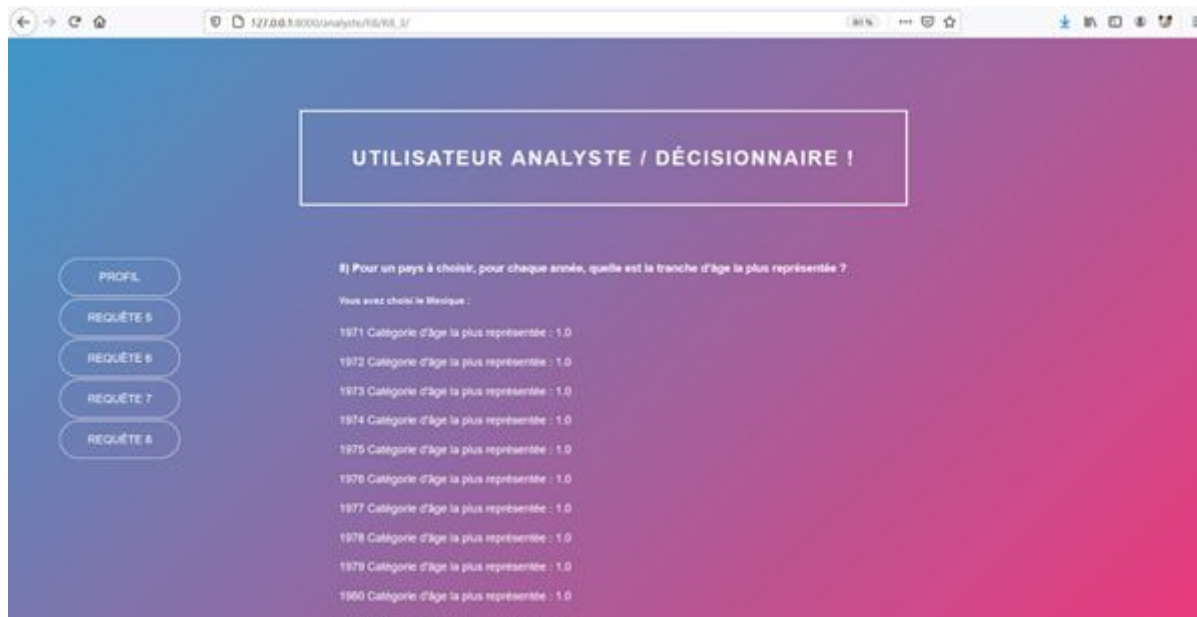 127.0.0.1:8000/analyste/R8/R8_3/
UTILISATEUR ANALYSTE / DÉCISIONNAIRE !
PROFIL
REQUÊTE 5
REQUÊTE 6
REQUÊTE 7
REQUÊTE 8
8) Pour un pays à choisir, pour chaque année, quelle est la tranche d'âge la plus représentée ?
Vous avez choisi le Mexique :
1971 Catégorie d'âge la plus représentée : 1.0
1972 Catégorie d'âge la plus représentée : 1.0
1973 Catégorie d'âge la plus représentée : 1.0
1974 Catégorie d'âge la plus représentée : 1.0
1975 Catégorie d'âge la plus représentée : 1.0
1976 Catégorie d'âge la plus représentée : 1.0
1977 Catégorie d'âge la plus représentée : 1.0
1978 Catégorie d'âge la plus représentée : 1.0
1979 Catégorie d'âge la plus représentée : 1.0
1980 Catégorie d'âge la plus représentée : 1.0